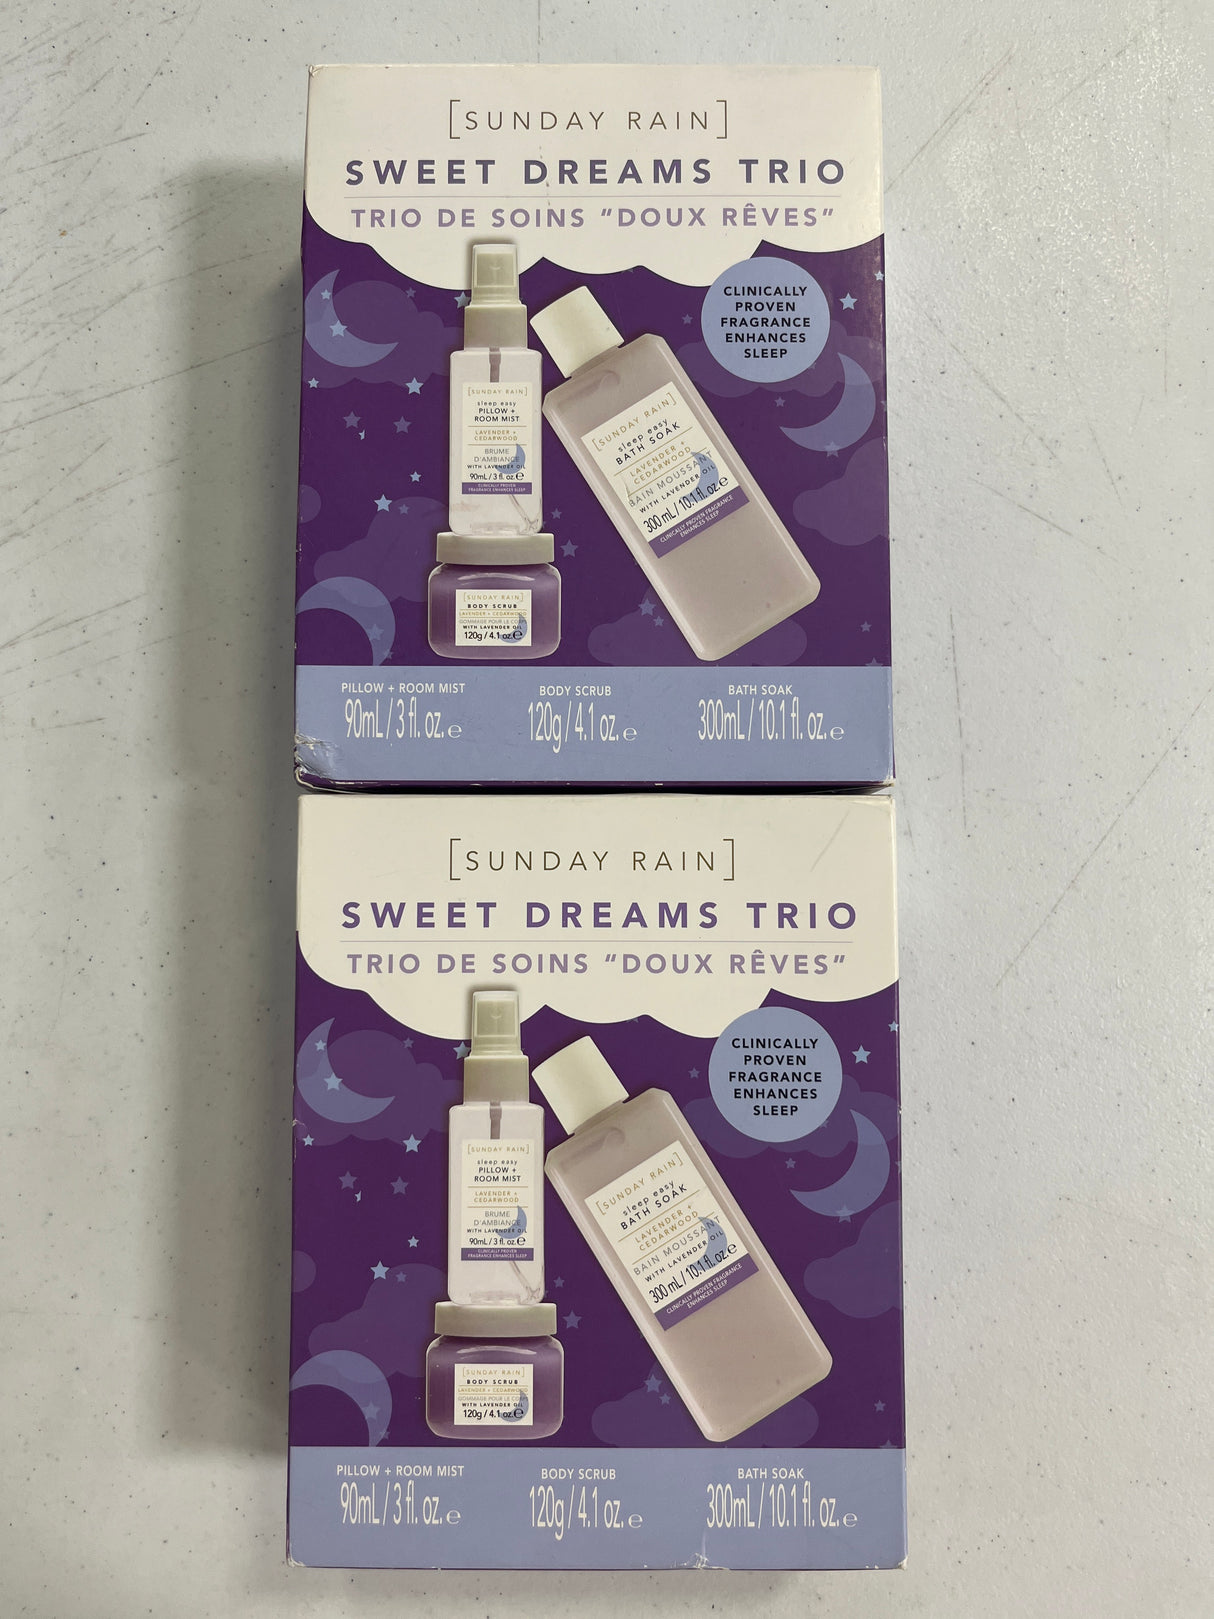 [SUNDAY RAIN]
SWEET DREAMS TRIO
TRIO DE SOINS "DOUX RÊVES"
CLINICALLY
PROVEN
FRAGRANCE
ENHANCES
SLEEP
[SUNDAY RAIN]
sleep easy
PILLOW +
ROOM MIST
LAVENDER +
CEDARWOOD
BRUME
D'AMBIANCE
WITH LAVENDER OIL
90mL / 3 fl. oz. e
CLINICALLY PROVEN
FRAGRANCE ENHANCES SLEEP
[SUNDAY RAIN]
sleep easy
BATH SOAK
LAVENDER +
CEDARWOOD
BAIN MOUSSANT
WITH LAVENDER OIL
300 mL / 10.1 fl. oz e
CLINICALLY PROVEN FRAGRANCE
ENHANCES SLEEP
[SUNDAY RAIN]
BODY SCRUB
LAVENDER + CEDARWOOD
GOMMAGE POUR LE CORPS
WITH LAVENDER OIL
120g / 4.1 oz. e
PILLOW + ROOM MIST
90mL / 3 fl. oz. e
BODY SCRUB
120g / 4.1 oz. e
BATH SOAK
300mL / 10.1 fl. oz. e
[SUNDAY RAIN]
SWEET DREAMS TRIO
TRIO DE SOINS "DOUX RÊVES"
CLINICALLY
PROVEN
FRAGRANCE
ENHANCES
SLEEP
[SUNDAY RAIN]
sleep easy
PILLOW +
ROOM MIST
LAVENDER +
CEDARWOOD
BRUME
D'AMBIANCE
WITH LAVENDER OIL
90mL / 3 fl. oz. e
CLINICALLY PROVEN
FRAGRANCE ENHANCES SLEEP
[SUNDAY RAIN]
sleep easy
BATH SOAK
LAVENDER +
CEDARWOOD
BAIN MOUSSANT
WITH LAVENDER OIL
300 mL / 10.1 fl. oz e
CLINICALLY PROVEN FRAGRANCE
ENHANCES SLEEP
[SUNDAY RAIN]
BODY SCRUB
LAVENDER + CEDARWOOD
GOMMAGE POUR LE CORPS
WITH LAVENDER OIL
120g / 4.1 oz. e
PILLOW + ROOM MIST
90mL / 3 fl. oz. e
BODY SCRUB
120g / 4.1 oz. e
BATH SOAK
300mL / 10.1 fl. oz. e